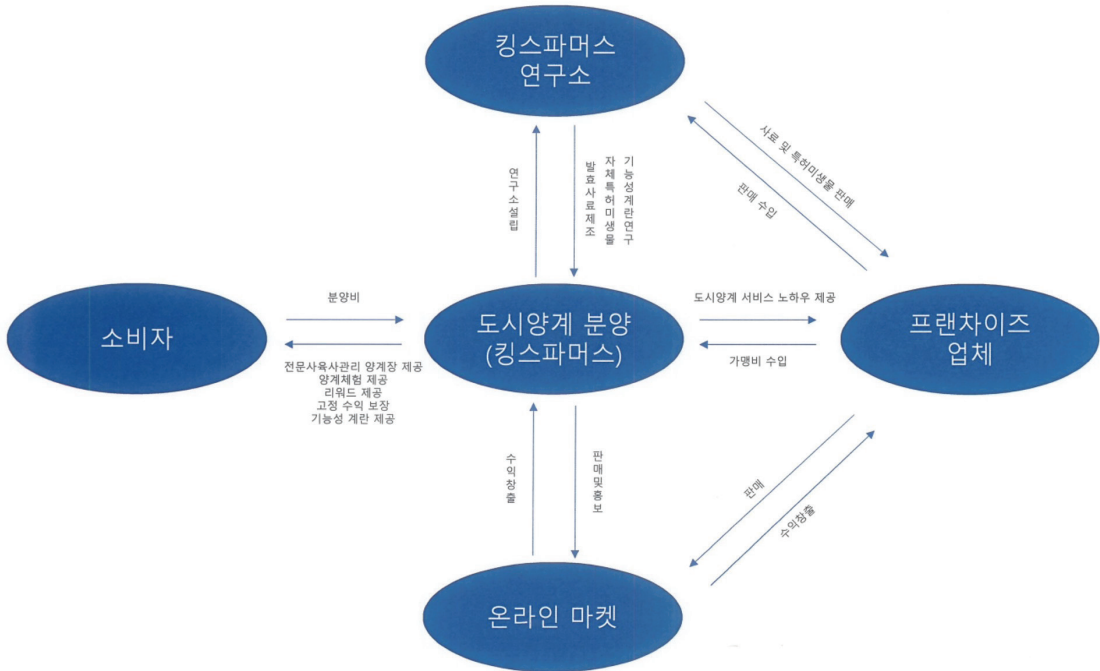 킹스파머스
연구소
사료 및 특허미생물 판매
판매 수입
연구소설립
발효사료제조
자체특허미생물
기능성계란연구
분양비
도시양계 서비스 노하우 제공
소비자
도시양계 분양
(킹스파머스)
프랜차이즈
업체
전문사육사관리 양계장 제공
양계체험 제공
리워드 제공
고정 수익 보장
기능성 계란 제공
가맹비 수입
수익창출
판매및홍보
판매
수익창출
온라인 마켓